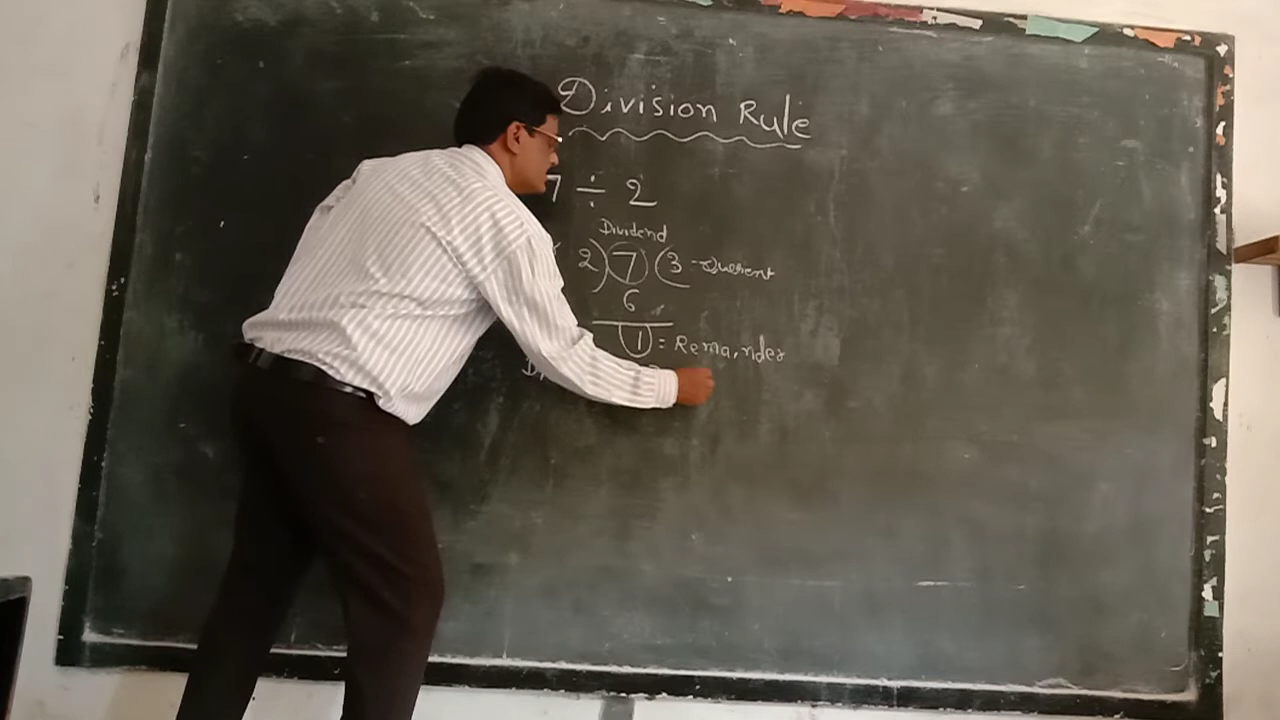 Division Rule
7 ÷ 2
Dividend
2)7(3 - Quotient
6
1 = Remainder